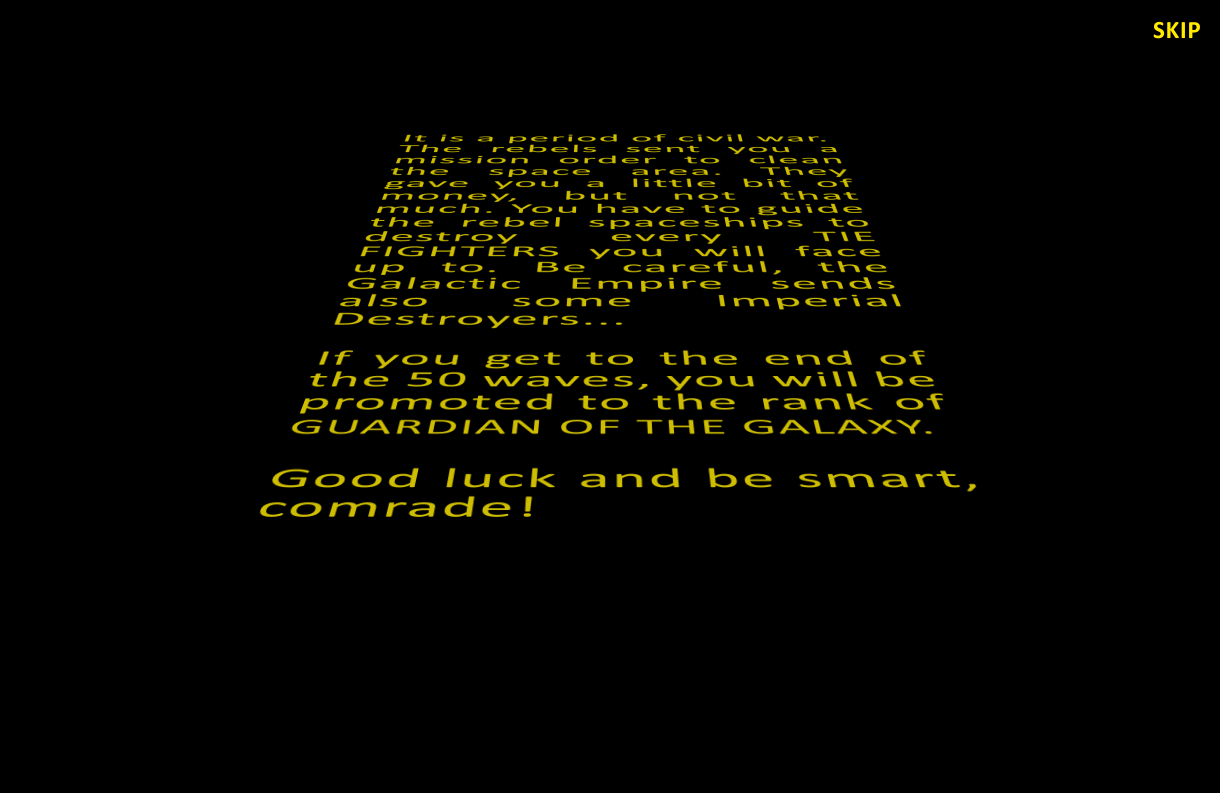 SKIP
It is a period of civil war.
The rebels sent you a
mission order to clean
the space area. They
gave you a little bit of
money, but not that
much. You have to guide
the rebel spaceships to
destroy every TIE
FIGHTERS you will face
up to. Be careful, the
Galactic Empire sends
also some Imperial
Destroyers...
If you get to the end of
the 50 waves, you will be
promoted to the rank of
GUARDIAN OF THE GALAXY.
Good luck and be smart,
comrade!